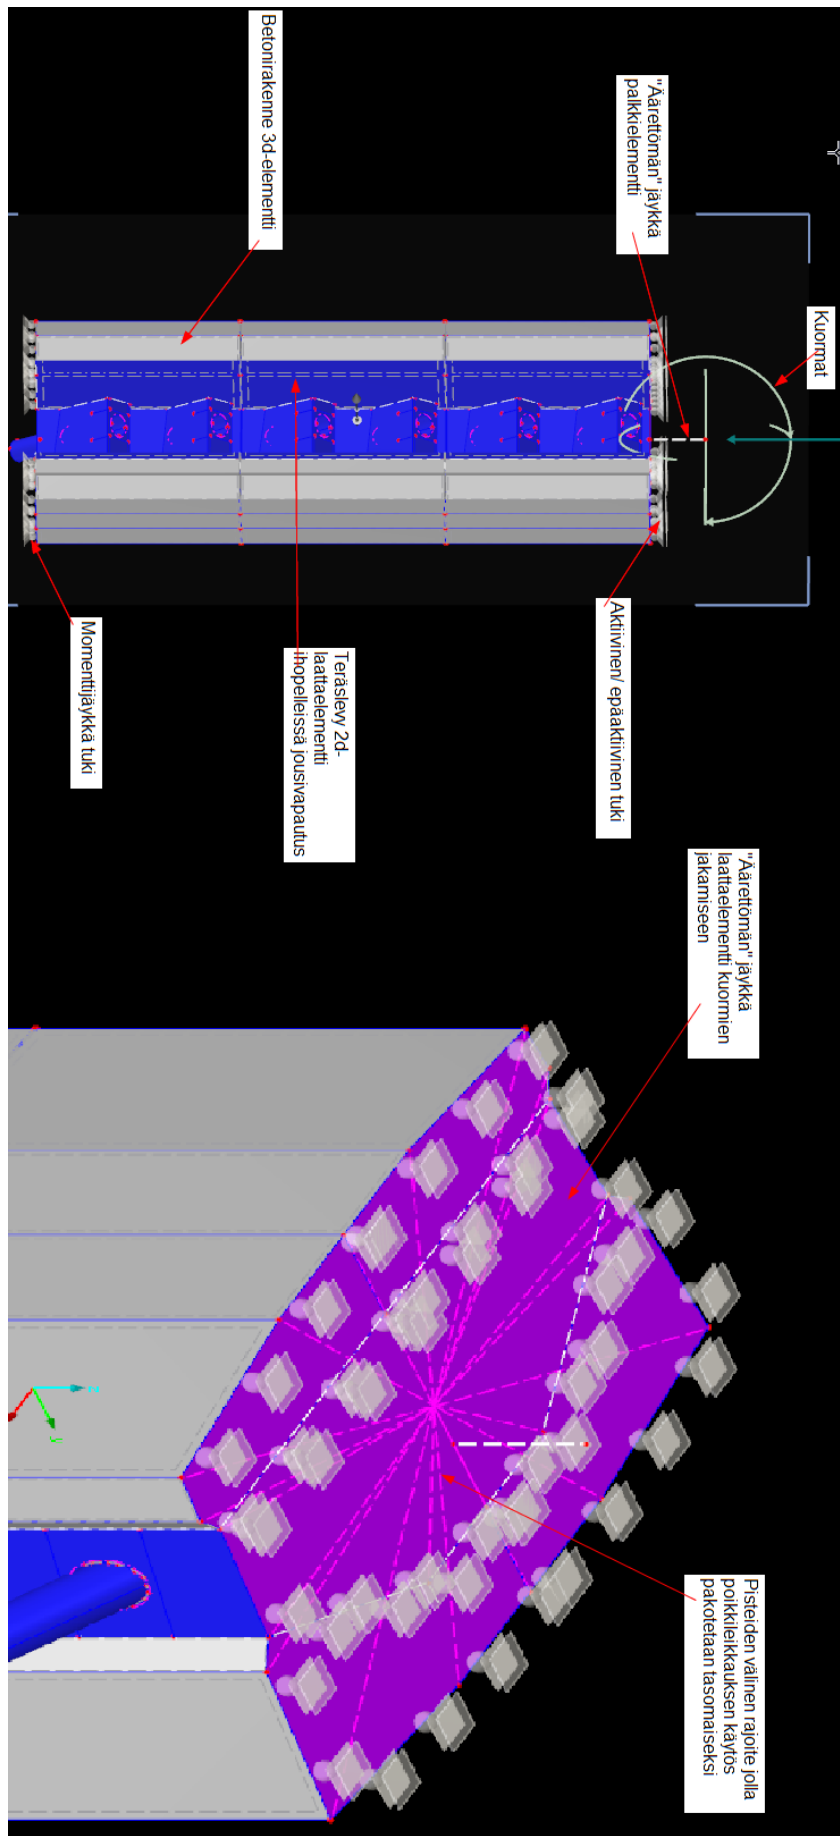 Kuormat
"Äärettömän" jäykkä
palkkielementti
Betonirakenne 3d-elementti
Aktiivinen/ epäaktiivinen tuki
Teräslevy 2d-
laattaelementti
ihopelleissä jousivapautus
Momenttijäykkä tuki
"Äärettömän" jäykkä
laattaelementti kuormien
jakamiseen
Pisteiden välinen rajoite jolla
poikkileikkauksen käytös
pakotetaan tasomaiseksi
y